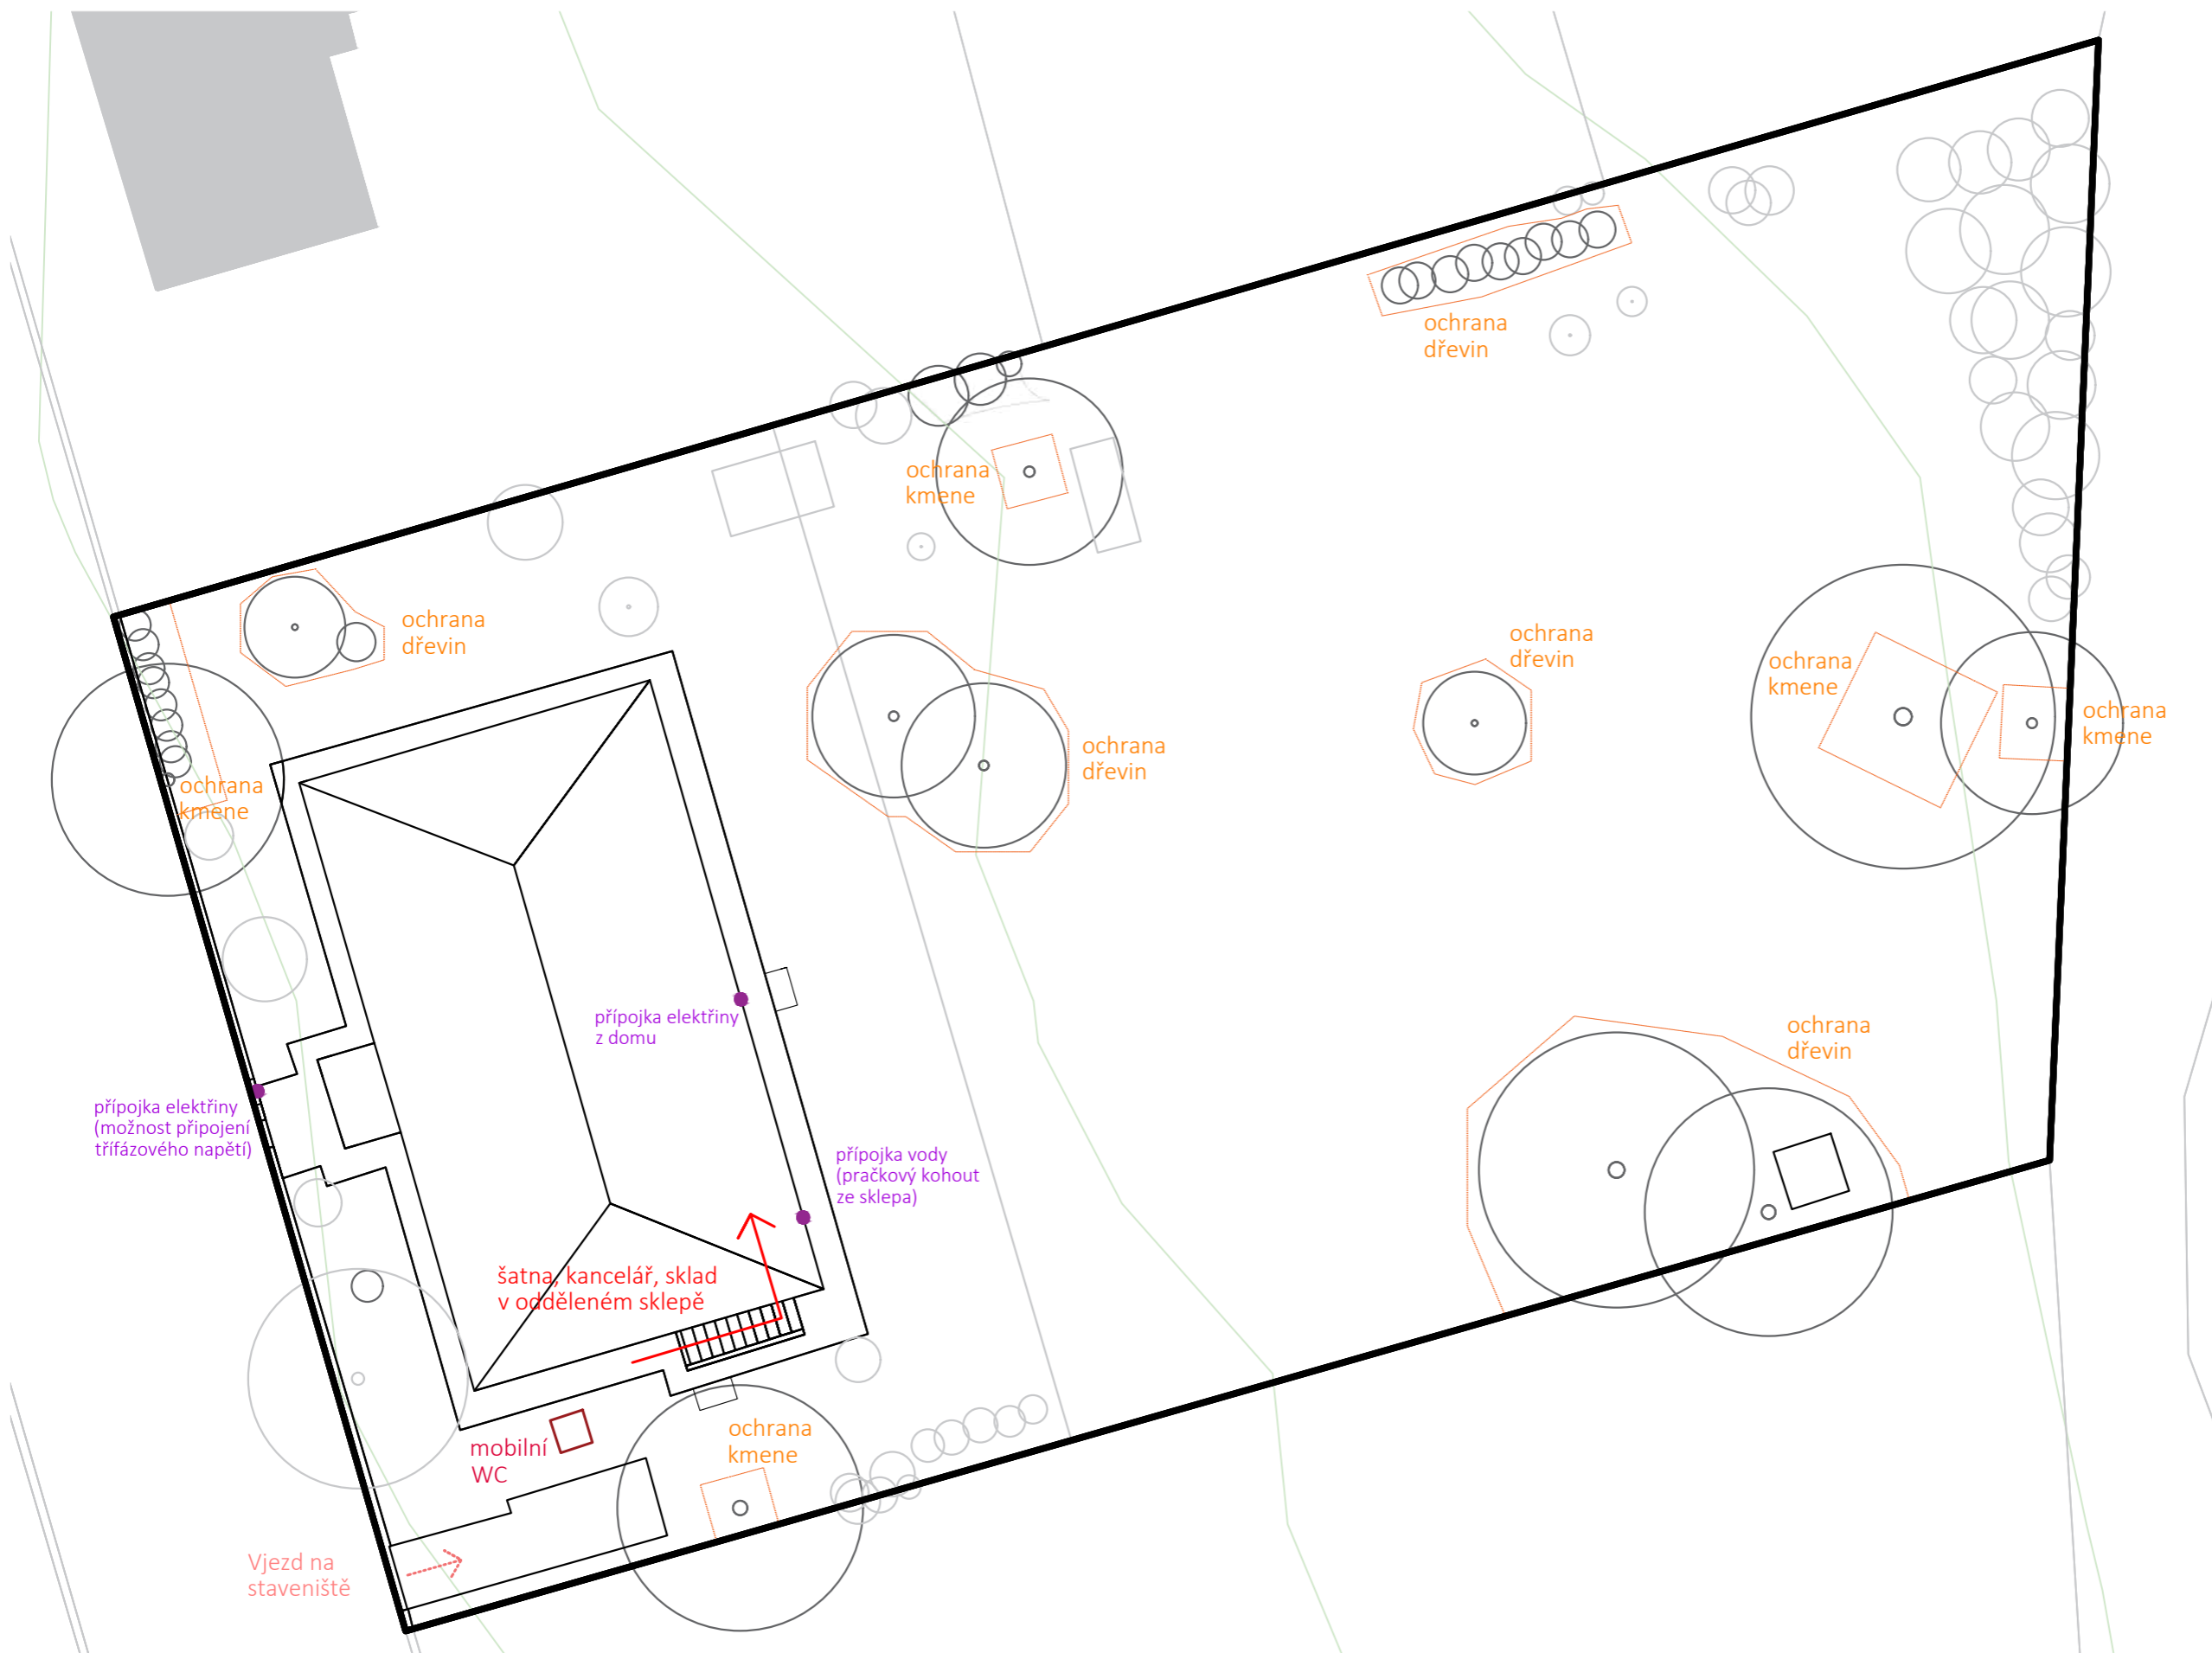 ochrana
dřevin
ochrana
kmene
ochrana
dřevin
ochrana
dřevin
ochrana
kmene
ochrana
kmene
ochrana
dřevin
ochrana
kmene
přípojka elektřiny
z domu
ochrana
dřevin
přípojka elektřiny
(možnost připojení
třífázového napětí)
přípojka vody
(pračkový kohout
ze sklepa)
šatna, kancelář, sklad
v odděleném sklepě
ochrana
kmene
mobilní
WC
Vjezd na
staveniště